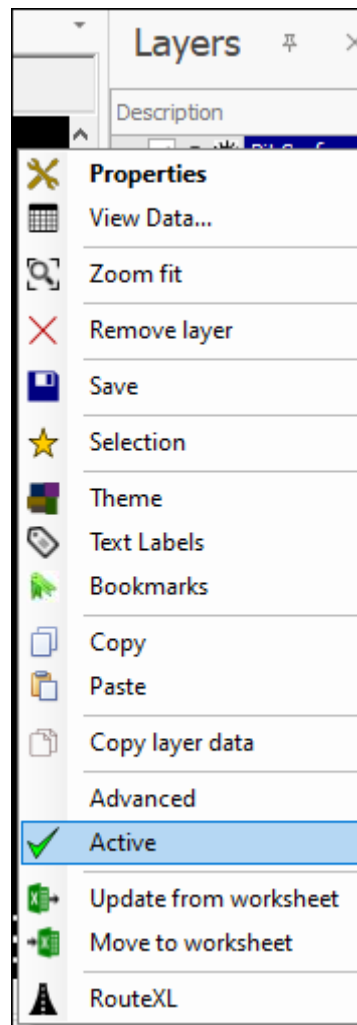 Layers
Description
Properties
View Data...
Zoom fit
Remove layer
Save
Selection
Theme
Text Labels
Bookmarks
Copy
Paste
Copy layer data
Advanced
Active
Update from worksheet
Move to worksheet
RouteXL